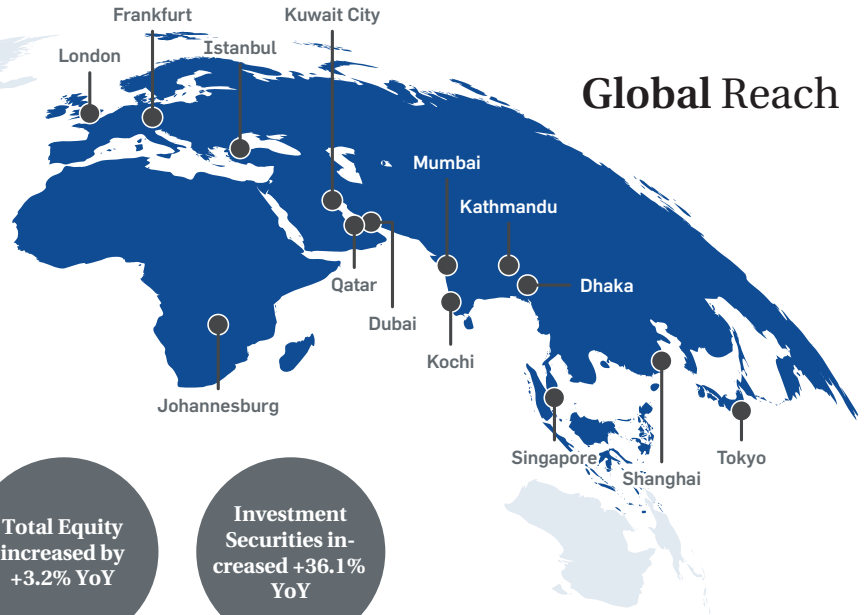 Frankfurt
Kuwait City
London
Istanbul
Global Reach
Mumbai
Kathmandu
Qatar
Dhaka
Dubai
Kochi
Johannesburg
Singapore
Tokyo
Shanghai
Total Equity
increased by
+3.2% YoY
Investment
Securities in-
creased +36.1%
YoY